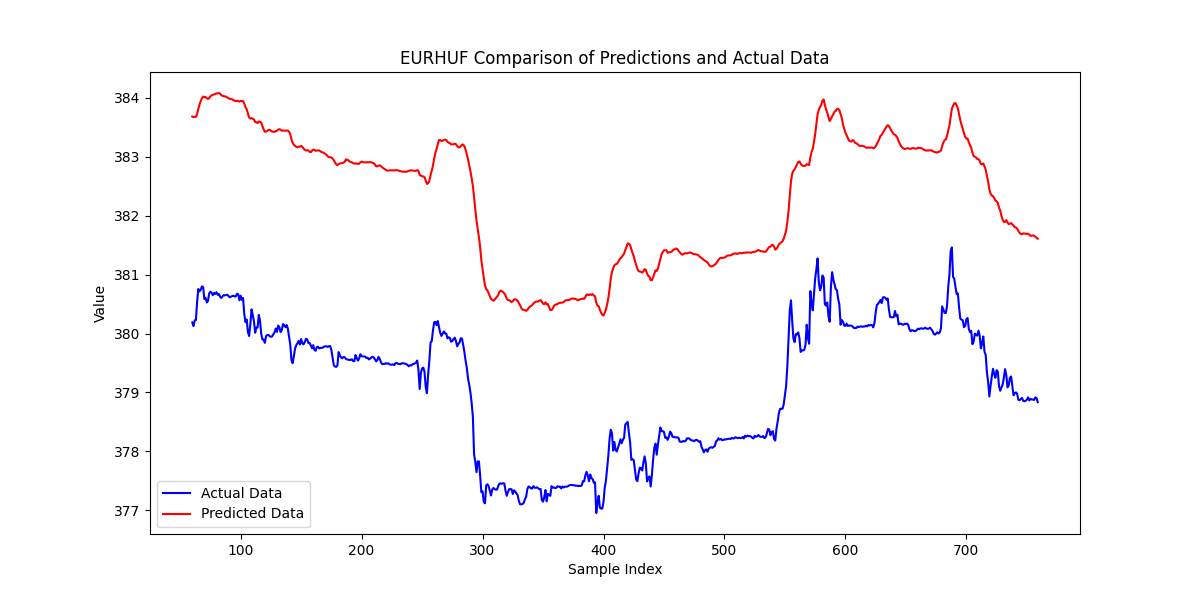 EURHUF Comparison of Predictions and Actual Data
Value
384
383
382
381
380
379
378
377
Actual Data
Predicted Data
100 200 300 400 500 600 700
Sample Index